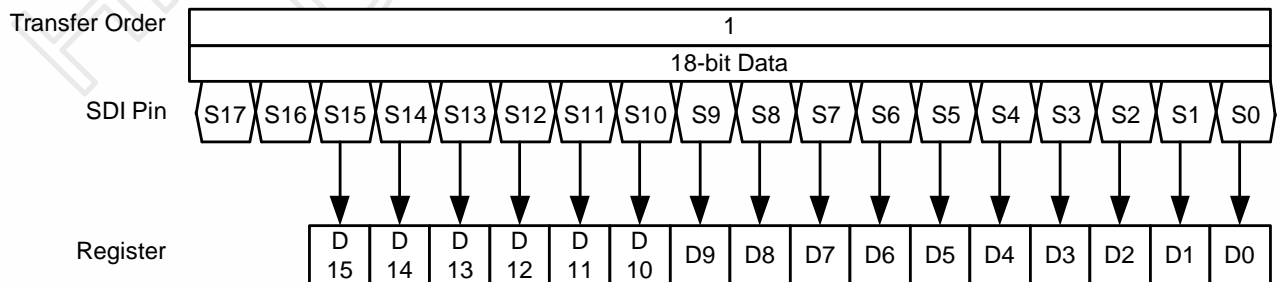 Transfer Order 1
18-bit Data
SDI Pin S17 S16 S15 S14 S13 S12 S11 S10 S9 S8 S7 S6 S5 S4 S3 S2 S1 S0
Register D 15 D 14 D 13 D 12 D 11 D 10 D9 D8 D7 D6 D5 D4 D3 D2 D1 D0